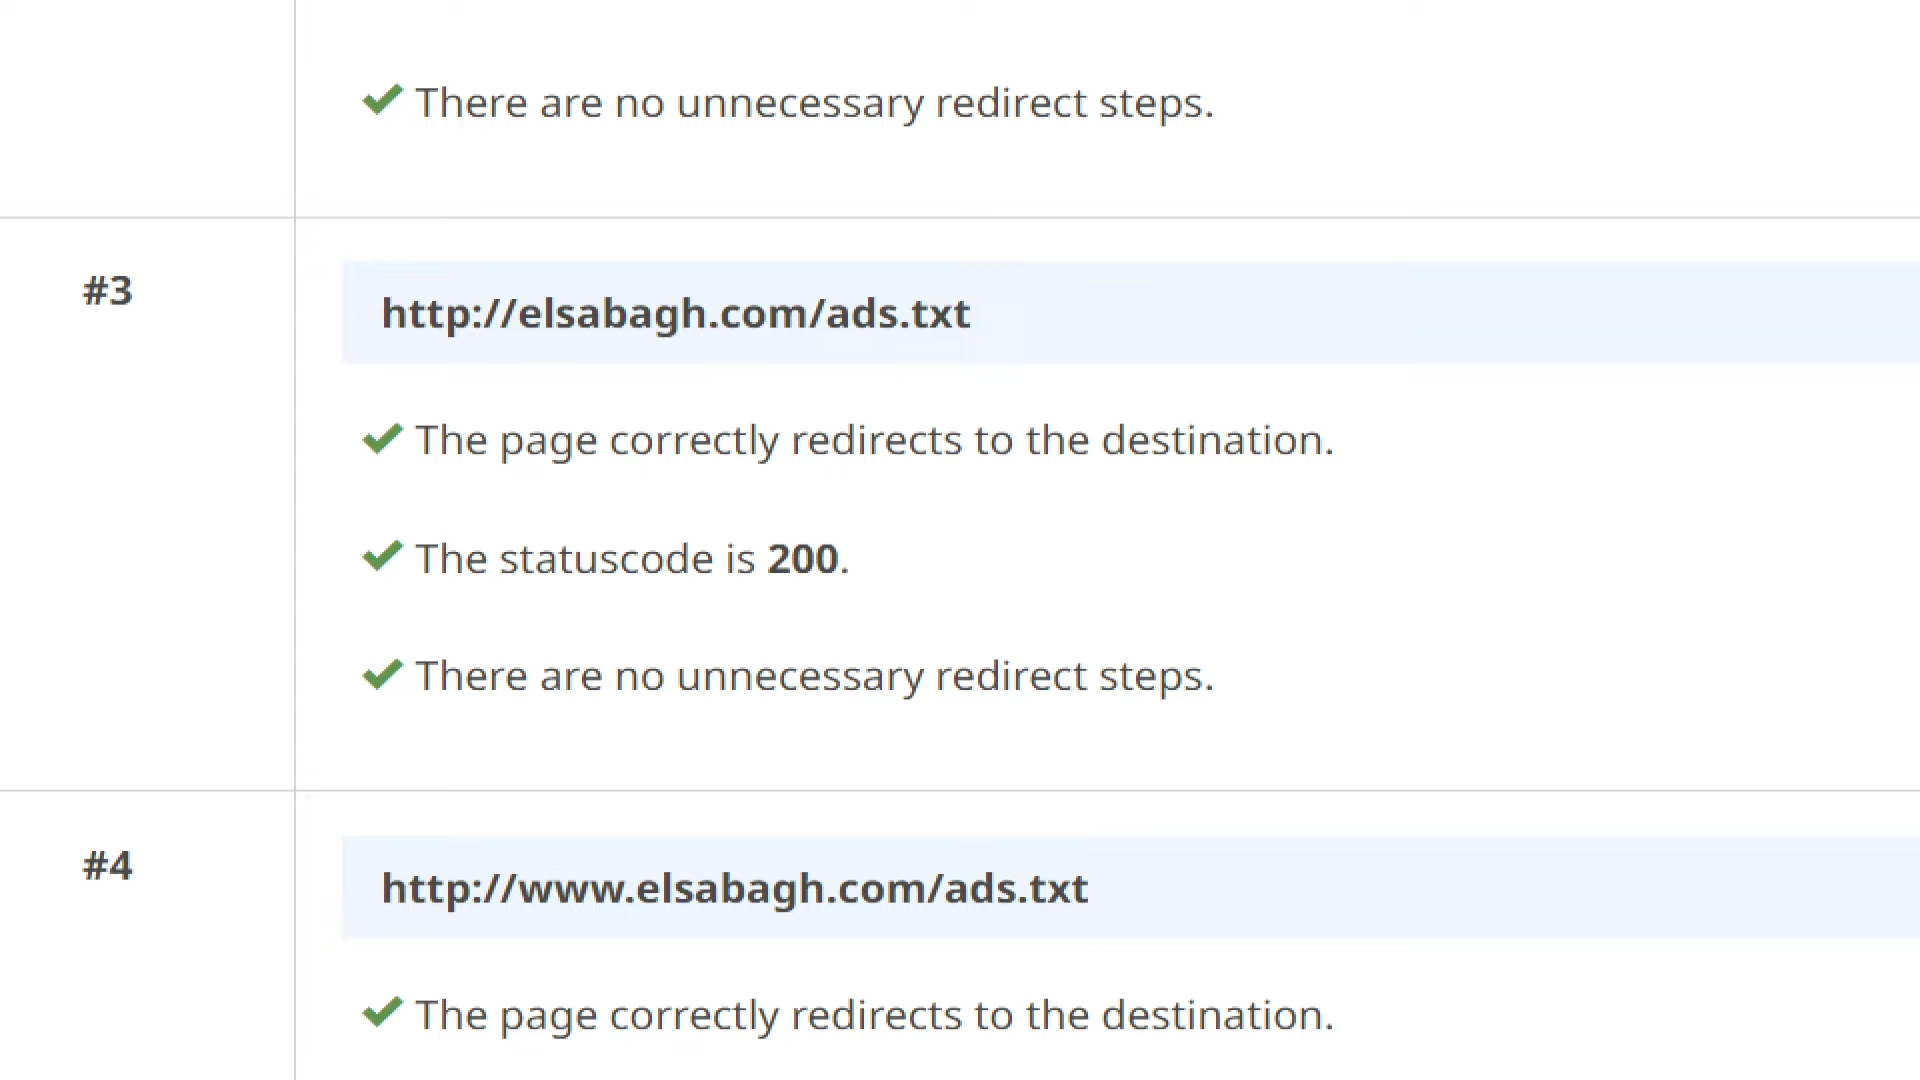 There are no unnecessary redirect steps.
#3
http://elsabagh.com/ads.txt
The page correctly redirects to the destination.
The statuscode is 200.
There are no unnecessary redirect steps.
#4
http://www.elsabagh.com/ads.txt
The page correctly redirects to the destination.